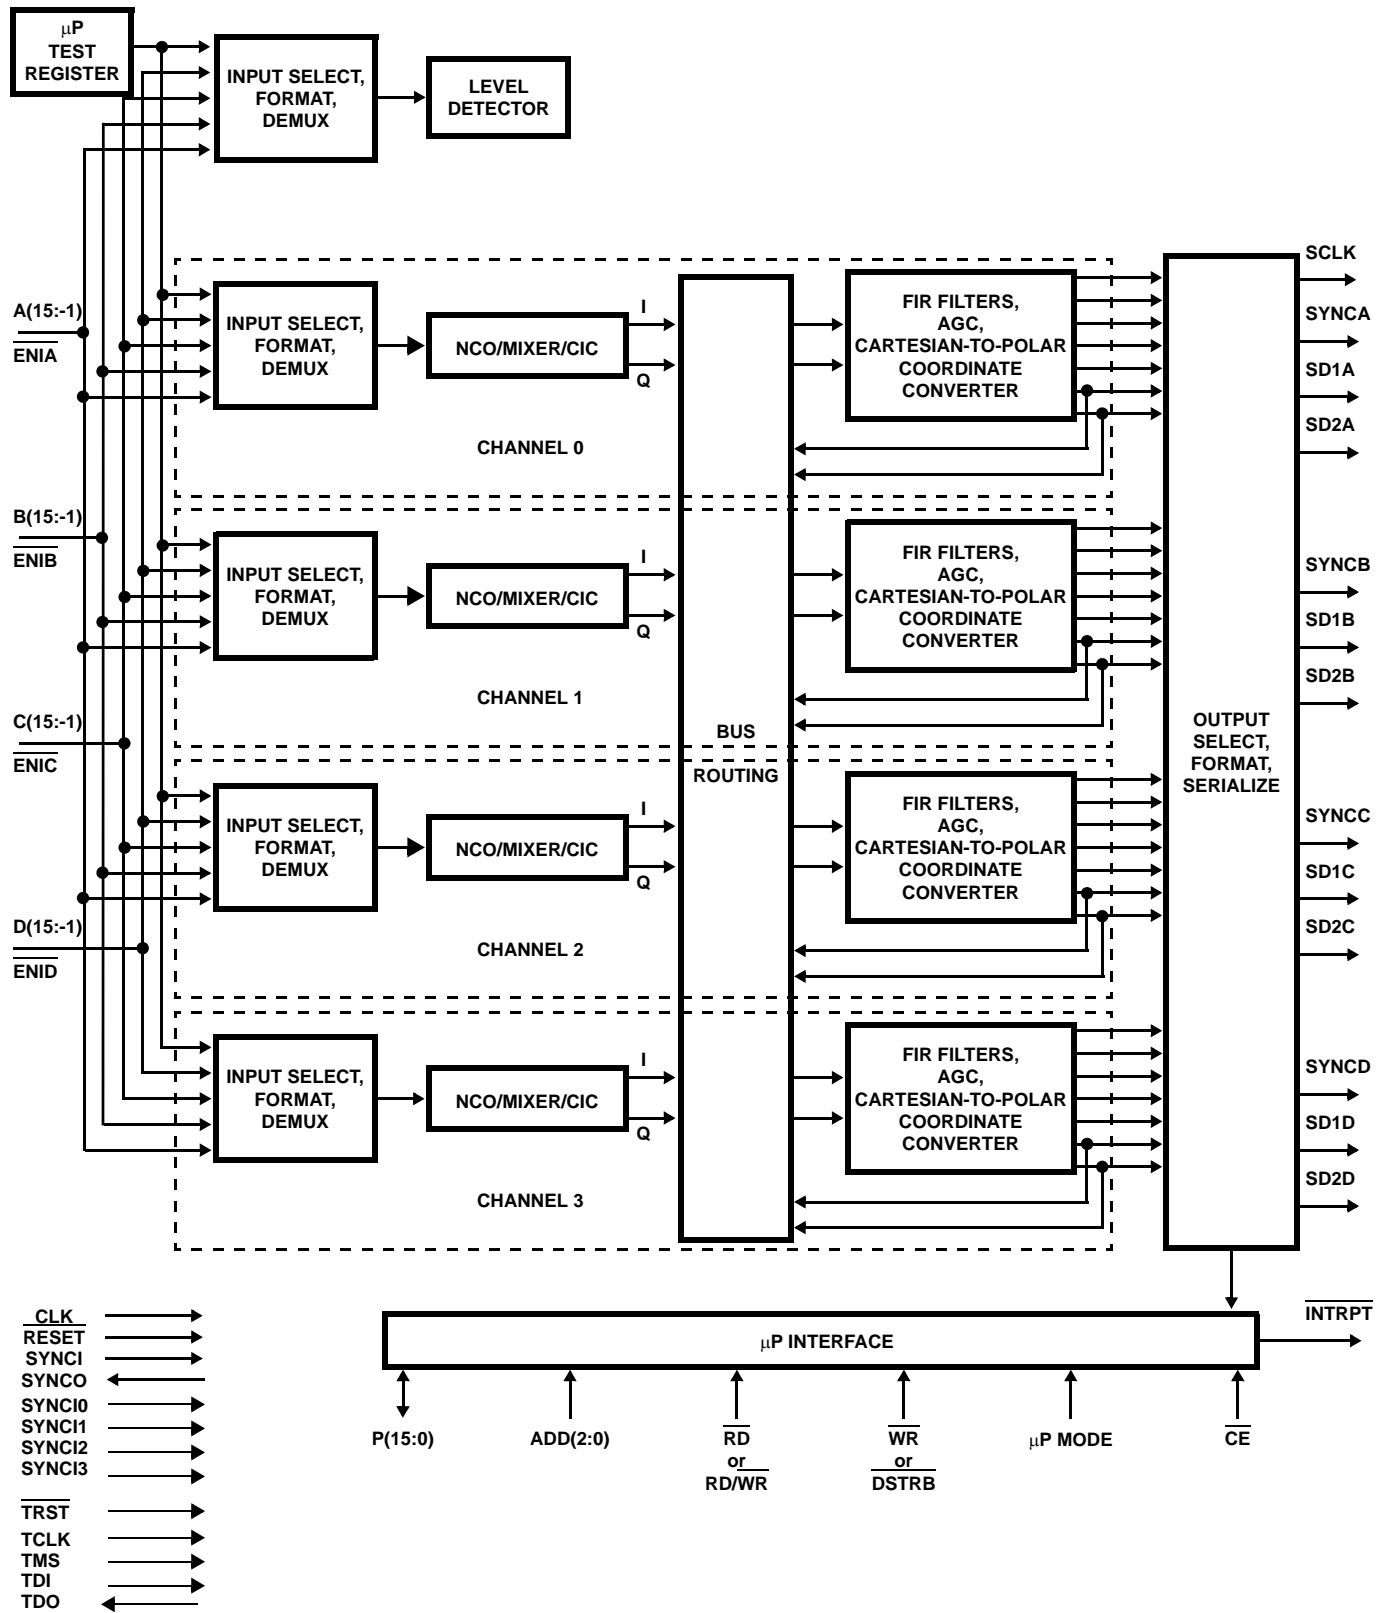 μP
TEST
REGISTER
INPUT SELECT,
FORMAT,
DEMUX
LEVEL
DETECTOR
A(15:-1)
ENIA
B(15:-1)
ENIB
C(15:-1)
ENIC
D(15:-1)
ENID
INPUT SELECT,
FORMAT,
DEMUX
NCO/MIXER/CIC
I
Q
FIR FILTERS,
AGC,
CARTESIAN-TO-POLAR
COORDINATE
CONVERTER
CHANNEL 0
INPUT SELECT,
FORMAT,
DEMUX
NCO/MIXER/CIC
I
Q
FIR FILTERS,
AGC,
CARTESIAN-TO-POLAR
COORDINATE
CONVERTER
CHANNEL 1
BUS
ROUTING
INPUT SELECT,
FORMAT,
DEMUX
NCO/MIXER/CIC
I
Q
FIR FILTERS,
AGC,
CARTESIAN-TO-POLAR
COORDINATE
CONVERTER
CHANNEL 2
INPUT SELECT,
FORMAT,
DEMUX
NCO/MIXER/CIC
I
Q
FIR FILTERS,
AGC,
CARTESIAN-TO-POLAR
COORDINATE
CONVERTER
CHANNEL 3
OUTPUT
SELECT,
FORMAT,
SERIALIZE
SCLK
SYNCA
SD1A
SD2A
SYNCB
SD1B
SD2B
SYNCC
SD1C
SD2C
SYNCD
SD1D
SD2D
INTRPT
CLK
RESET
SYNCI
SYNCO
SYNCI0
SYNCI1
SYNCI2
SYNCI3
TRST
TCLK
TMS
TDI
TDO
μP INTERFACE
P(15:0)
ADD(2:0)
RD
or
RD/WR
WR
or
DSTRB
μP MODE
CE